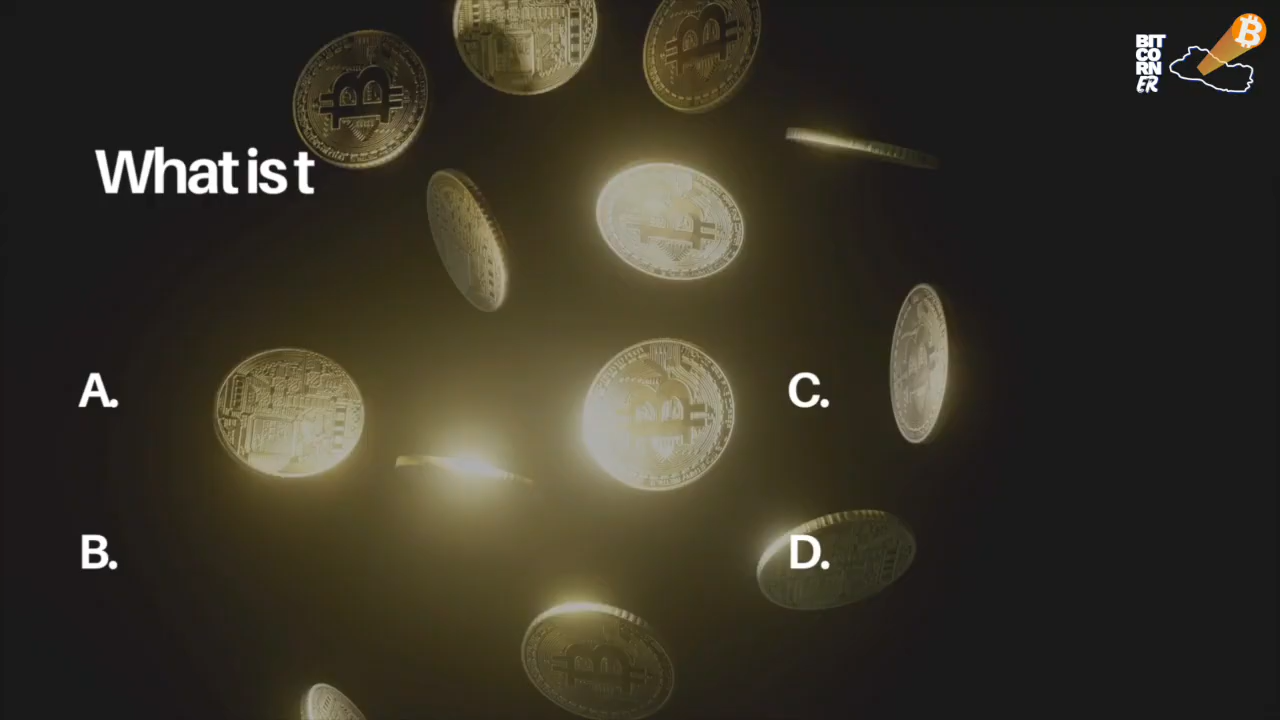 BIT
CO
RN
ER
What is t
A.
C.
B.
D.